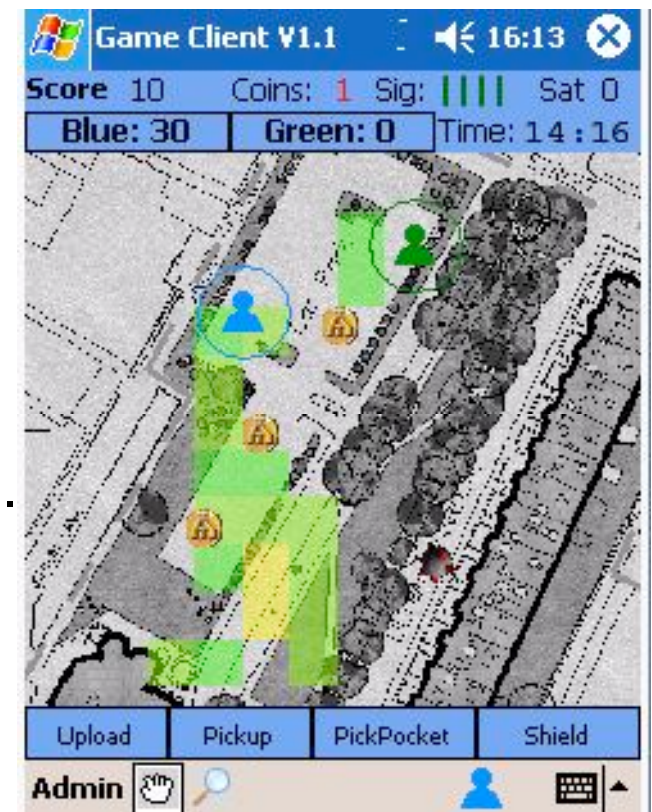 Game Client V1.1 16:13
Score 10 Coins: 1 Sig: Sat 0
Blue: 30 Green: 0 Time: 14:16
Upload Pickup PickPocket Shield
Admin